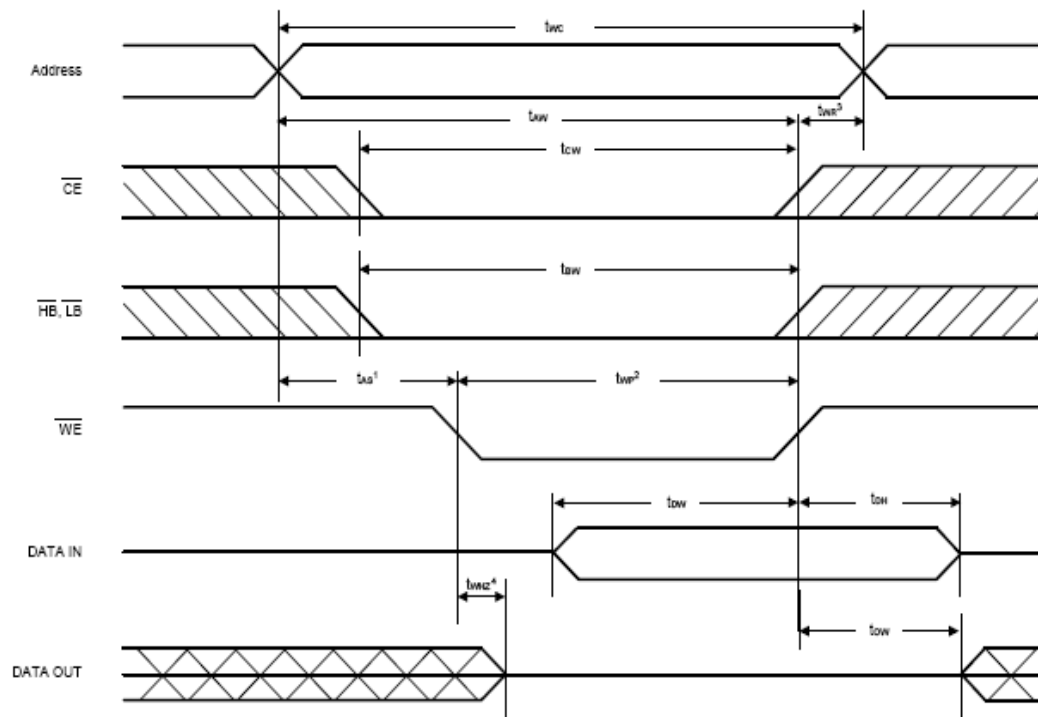 tWC
Address
tAW
tWR3
tCW
CE
tBW
HB, LB
tAS1
tWP2
WE
tDW
tDH
DATA IN
tWHZ4
tOW
DATA OUT